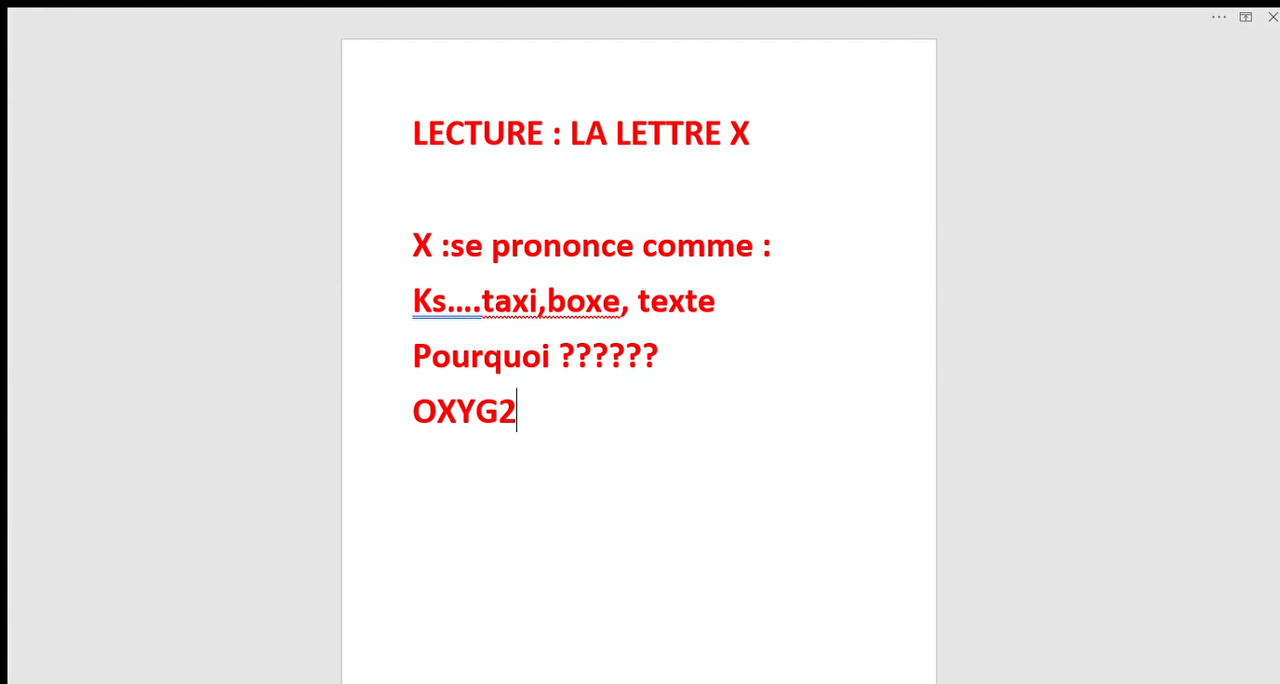 LECTURE : LA LETTRE X
X :se prononce comme :
Ks....taxi,boxe, texte
Pourquoi ??????
OXYG2